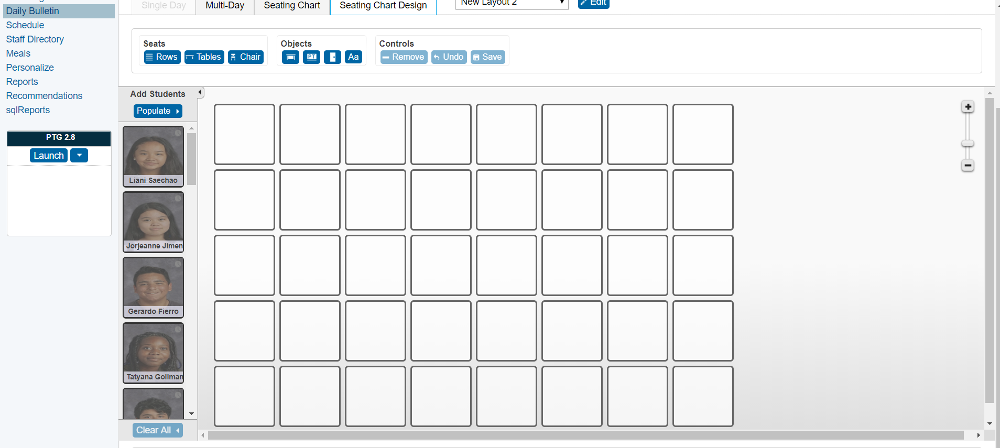 Single Day
Multi-Day
Seating Chart
Seating Chart Design
New Layout 2
Edit
Daily Bulletin
Schedule
Staff Directory
Meals
Personalize
Reports
Recommendations
sqlReports
PTG 2.8
Launch
Seats
Rows
Tables
Chair
Objects
PT
Aa
Controls
Remove
Undo
Save
Add Students
Populate
Liani Saechao
Jorjeanne Jimen
Gerardo Fierro
Tatyana Gollman
Clear All